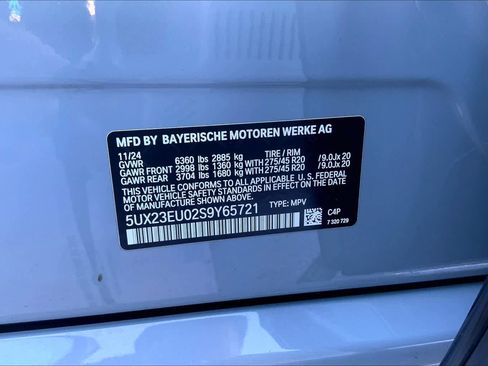 MFD BY BAYERISCHE MOTOREN WERKE AG
11/24 TIRE / RIM
GVWR 6360 lbs 2885 kg
GAWR FRONT 2998 lbs 1360 kg WITH 275/45 R20 /9.0Jx 20
GAWR REAR 3704 lbs 1680 kg WITH 275/45 R20 /9.0Jx 20
THIS VEHICLE CONFORMS TO ALL APPLICABLE U.S. FEDERAL
MOTOR VEHICLE SAFETY STANDARDS IN EFFECT ON THE
DATE OF MANUFACTURE SHOWN ABOVE.
5UX23EU02S9Y65721 TYPE: MPV
C4P
7 320 729